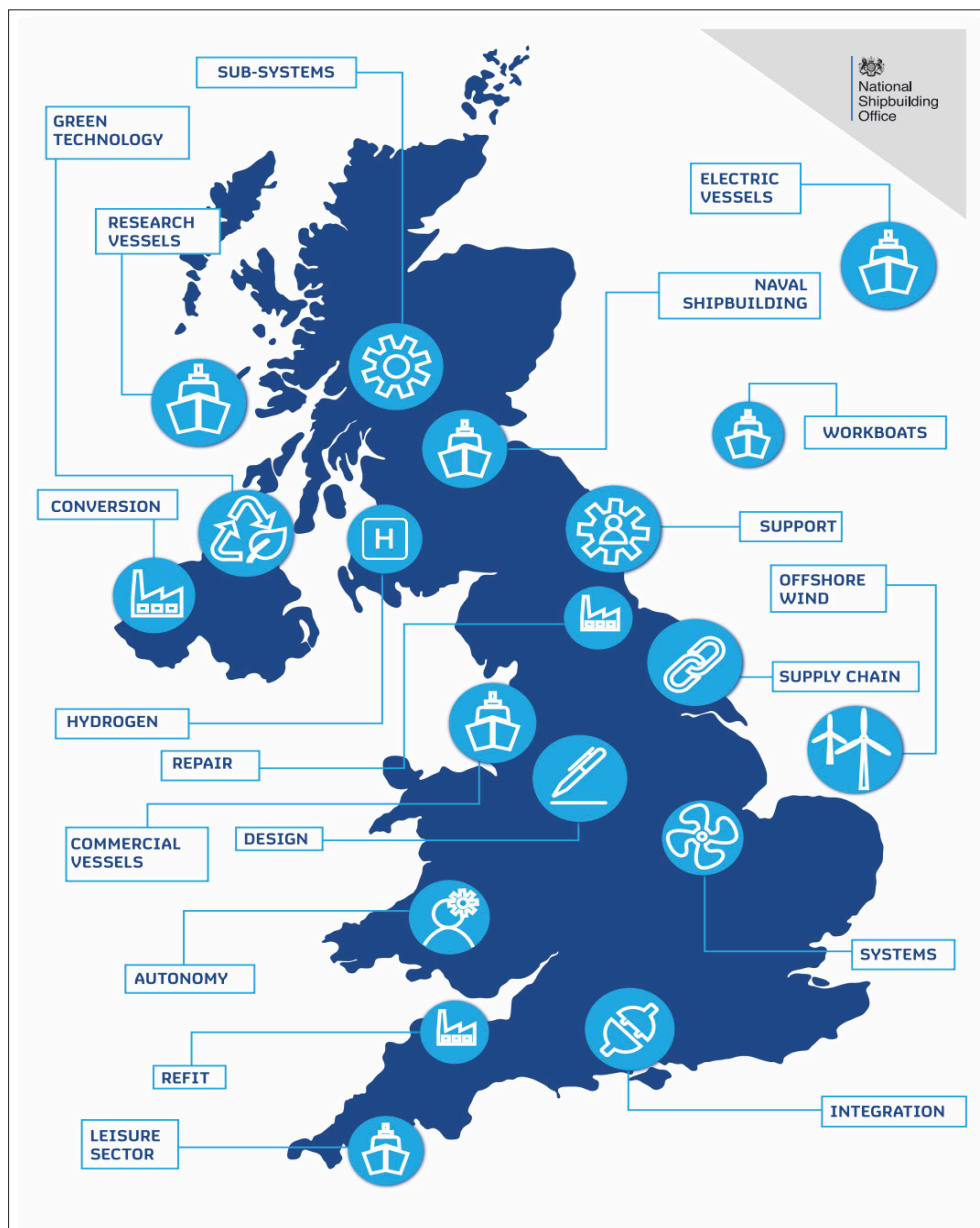 SUB-SYSTEMS
National
Shipbuilding
Office
GREEN
TECHNOLOGY
ELECTRIC
VESSELS
RESEARCH
VESSELS
NAVAL
SHIPBUILDING
WORKBOATS
CONVERSION
SUPPORT
H
OFFSHORE
WIND
SUPPLY CHAIN
HYDROGEN
REPAIR
COMMERCIAL
VESSELS
DESIGN
SYSTEMS
AUTONOMY
REFIT
INTEGRATION
LEISURE
SECTOR